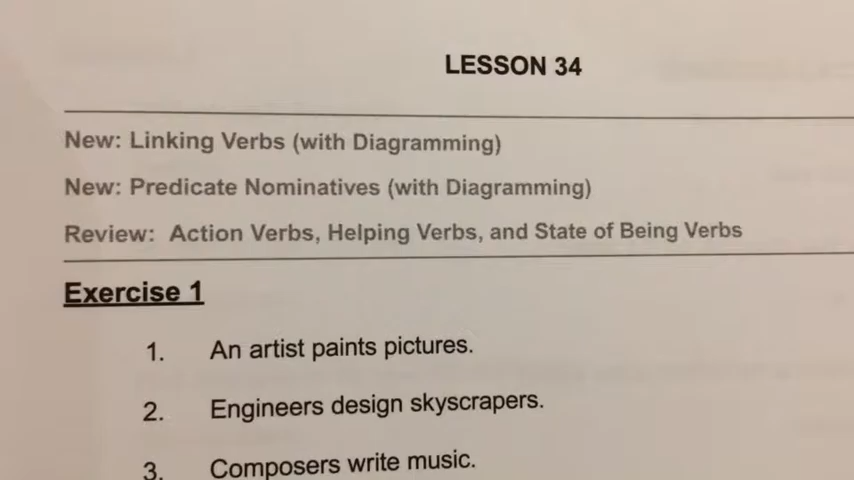 LESSON 34
New: Linking Verbs (with Diagramming)
New: Predicate Nominatives (with Diagramming)
Review: Action Verbs, Helping Verbs, and State of Being Verbs
Exercise 1
1. An artist paints pictures.
2. Engineers design skyscrapers.
3. Composers write music.